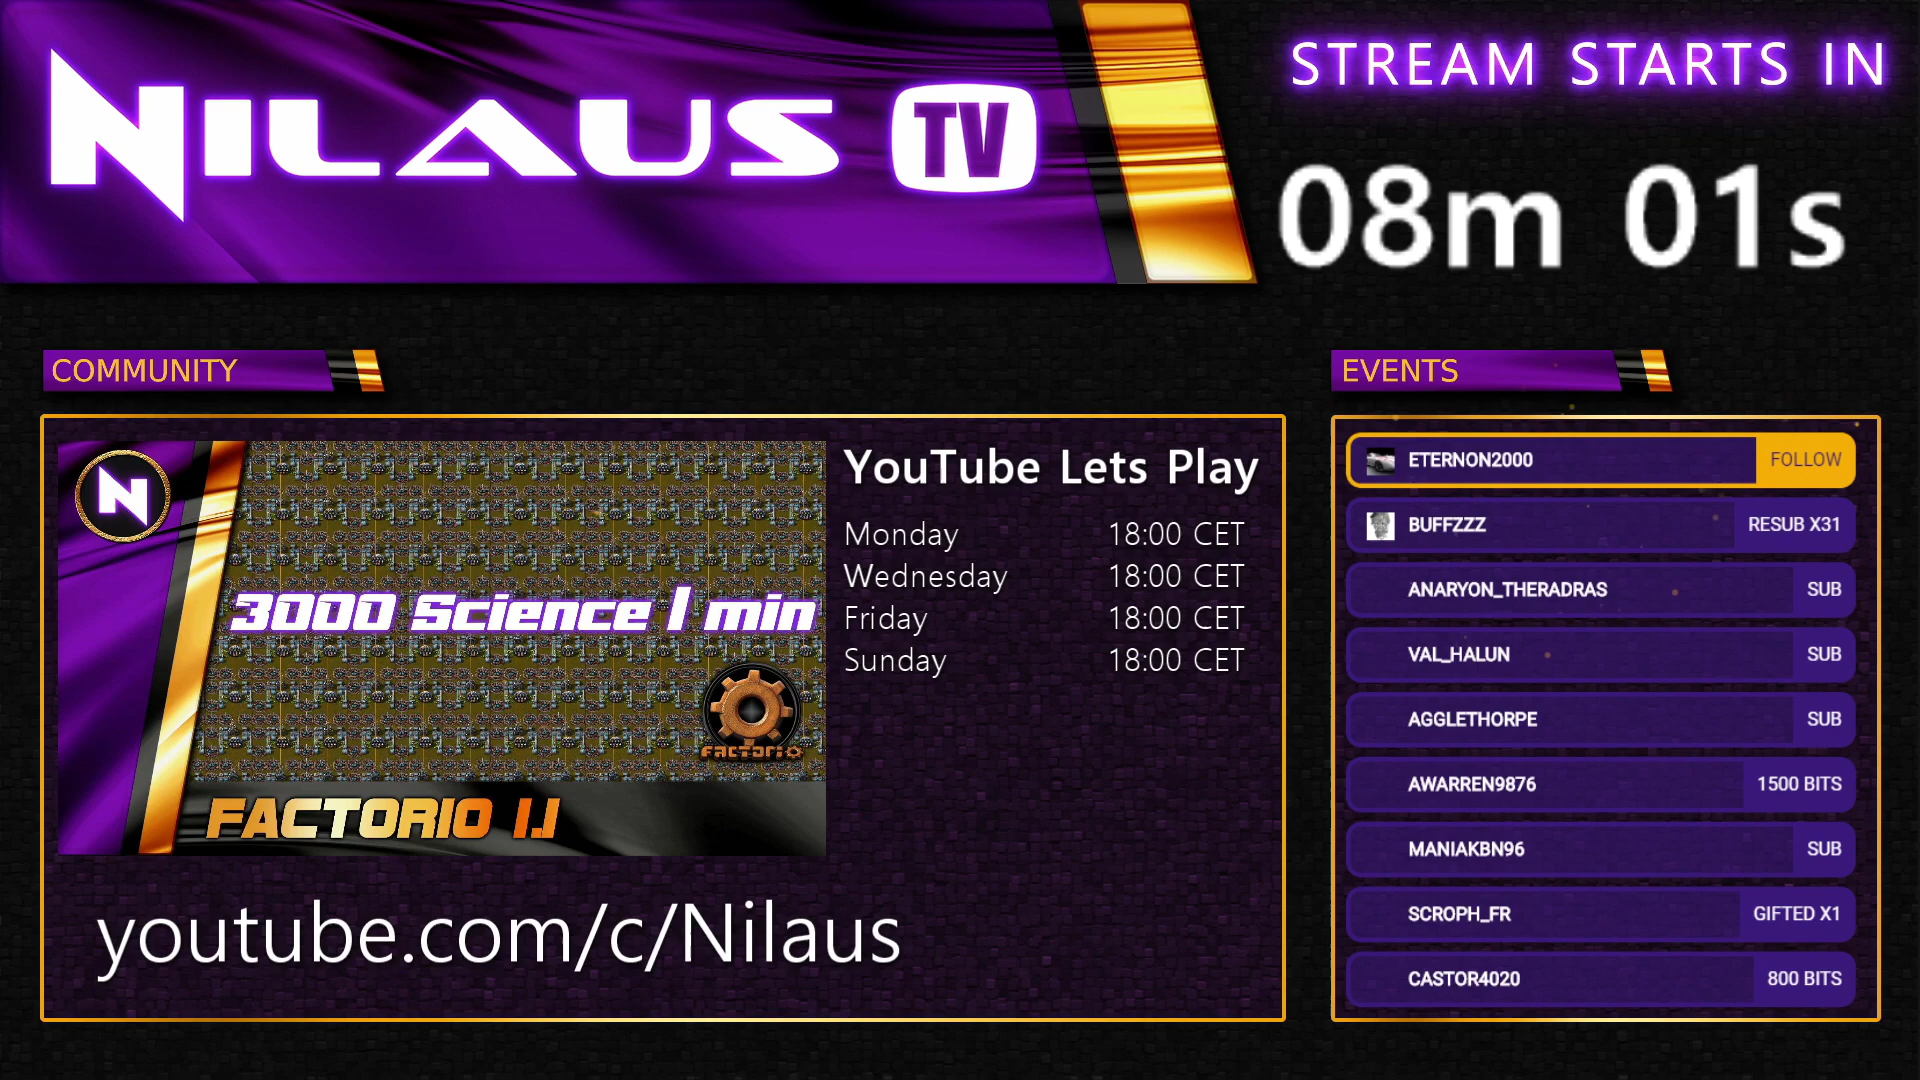 NILAUS TV
STREAM STARTS IN
08m 01s
COMMUNITY
N
3000 Science / min
FACTORIO
FACTORIO 1.1
YouTube Lets Play
Monday 18:00 CET
Wednesday 18:00 CET
Friday 18:00 CET
Sunday 18:00 CET
youtube.com/c/Nilaus
EVENTS
ETERNON2000 FOLLOW
BUFFZZZ RESUB X31
ANARYON_THERADRAS SUB
VAL_HALUN SUB
AGGLETHORPE SUB
AWARREN9876 1500 BITS
MANIAKBN96 SUB
SCROPH_FR GIFTED X1
CASTOR4020 800 BITS